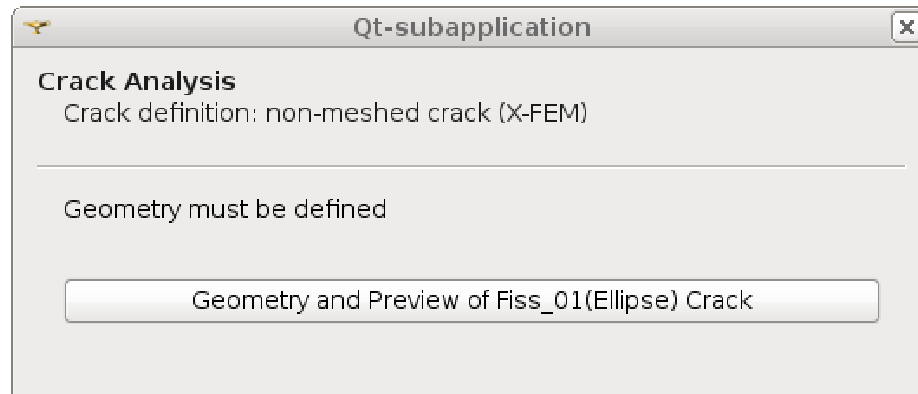 Qt-subapplication
Crack Analysis
Crack definition: non-meshed crack (X-FEM)
Geometry must be defined
Geometry and Preview of Fiss_01(Ellipse) Crack